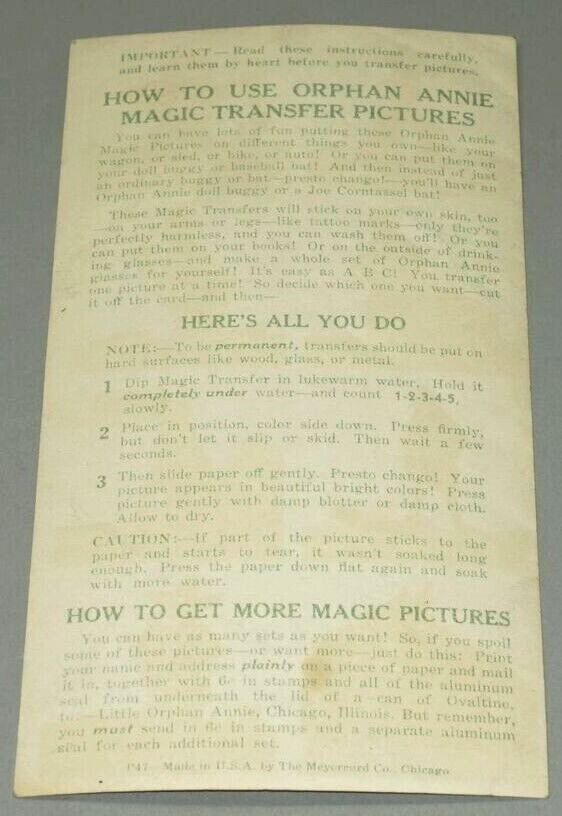 IMPORTANT—Read these instructions carefully,
and learn them by heart before you transfer pictures.
HOW TO USE ORPHAN ANNIE
MAGIC TRANSFER PICTURES
You can have lots of fun putting these Orphan Annie
Magic Pictures on different things you own—like your
wagon, or sled, or bike, or auto! Or you can put them on
your doll buggy or baseball bat! And then instead of just
an ordinary buggy or bat—presto change!—you'll have an
Orphan Annie doll buggy or a Joe Corntassel bat!
These Magic Transfers will stick on your own skin, too
—on your arms or legs—like tattoo marks—only they're
perfectly harmless, and you can wash them off! Or you
can put them on your books! Or on the outside of drink-
ing glasses—and make a whole set of Orphan Annie
glasses for yourself! It's easy as A B C! You transfer
one picture at a time! So decide which one you want—cut
it off the card—and then—
HERE'S ALL YOU DO
NOTE:—To be permanent, transfers should be put on
hard surfaces like wood, glass, or metal.
1 Dip Magic Transfer in lukewarm water. Hold it
completely under water—and count 1-2-3-4-5,
slowly.
2 Place in position, color side down. Press firmly,
but don't let it slip or skid. Then wait a few
seconds.
3 Then slide paper off gently. Presto chango! Your
picture appears in beautiful bright colors! Press
picture gently with damp blotter or damp cloth.
Allow to dry.
CAUTION:—If part of the picture sticks to the
paper and starts to tear, it wasn't soaked long
enough. Press the paper down flat again and soak
with more water.
HOW TO GET MORE MAGIC PICTURES
You can have as many sets as you want! So, if you spoil
some of these pictures—or want more—just do this: Print
your name and address plainly on a piece of paper and mail
it in, together with 6c in stamps and all of the aluminum
seal from underneath the lid of a can of Ovaltine,
to—Little Orphan Annie, Chicago, Illinois. But remember,
you must send in 6c in stamps and a separate aluminum
seal for each additional set.
Made in U.S.A. by The Meyercord Co., Chicago